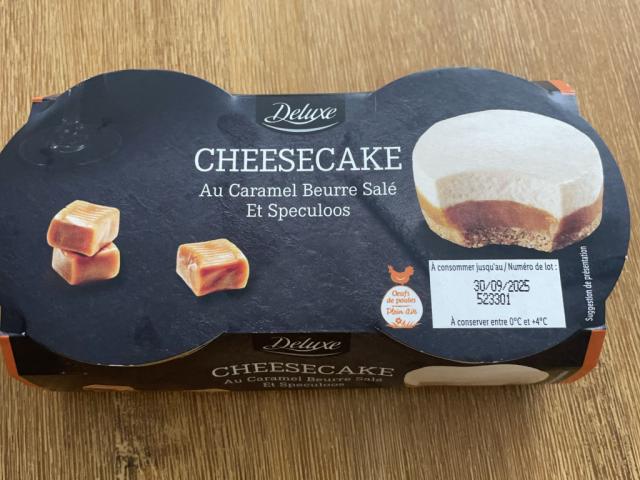 Deluxe
CHEESECAKE
Au Caramel Beurre Salé
Et Speculoos
A consommer jusqu'au / Numéro de lot :
30/09/2025
523301
À conserver entre 0°C et +4°C
Suggestion de présentation
Oeufs
de poules
Plein Air
Deluxe
CHEESECAKE
Au Caramel Beurre Salé
Et Speculoos